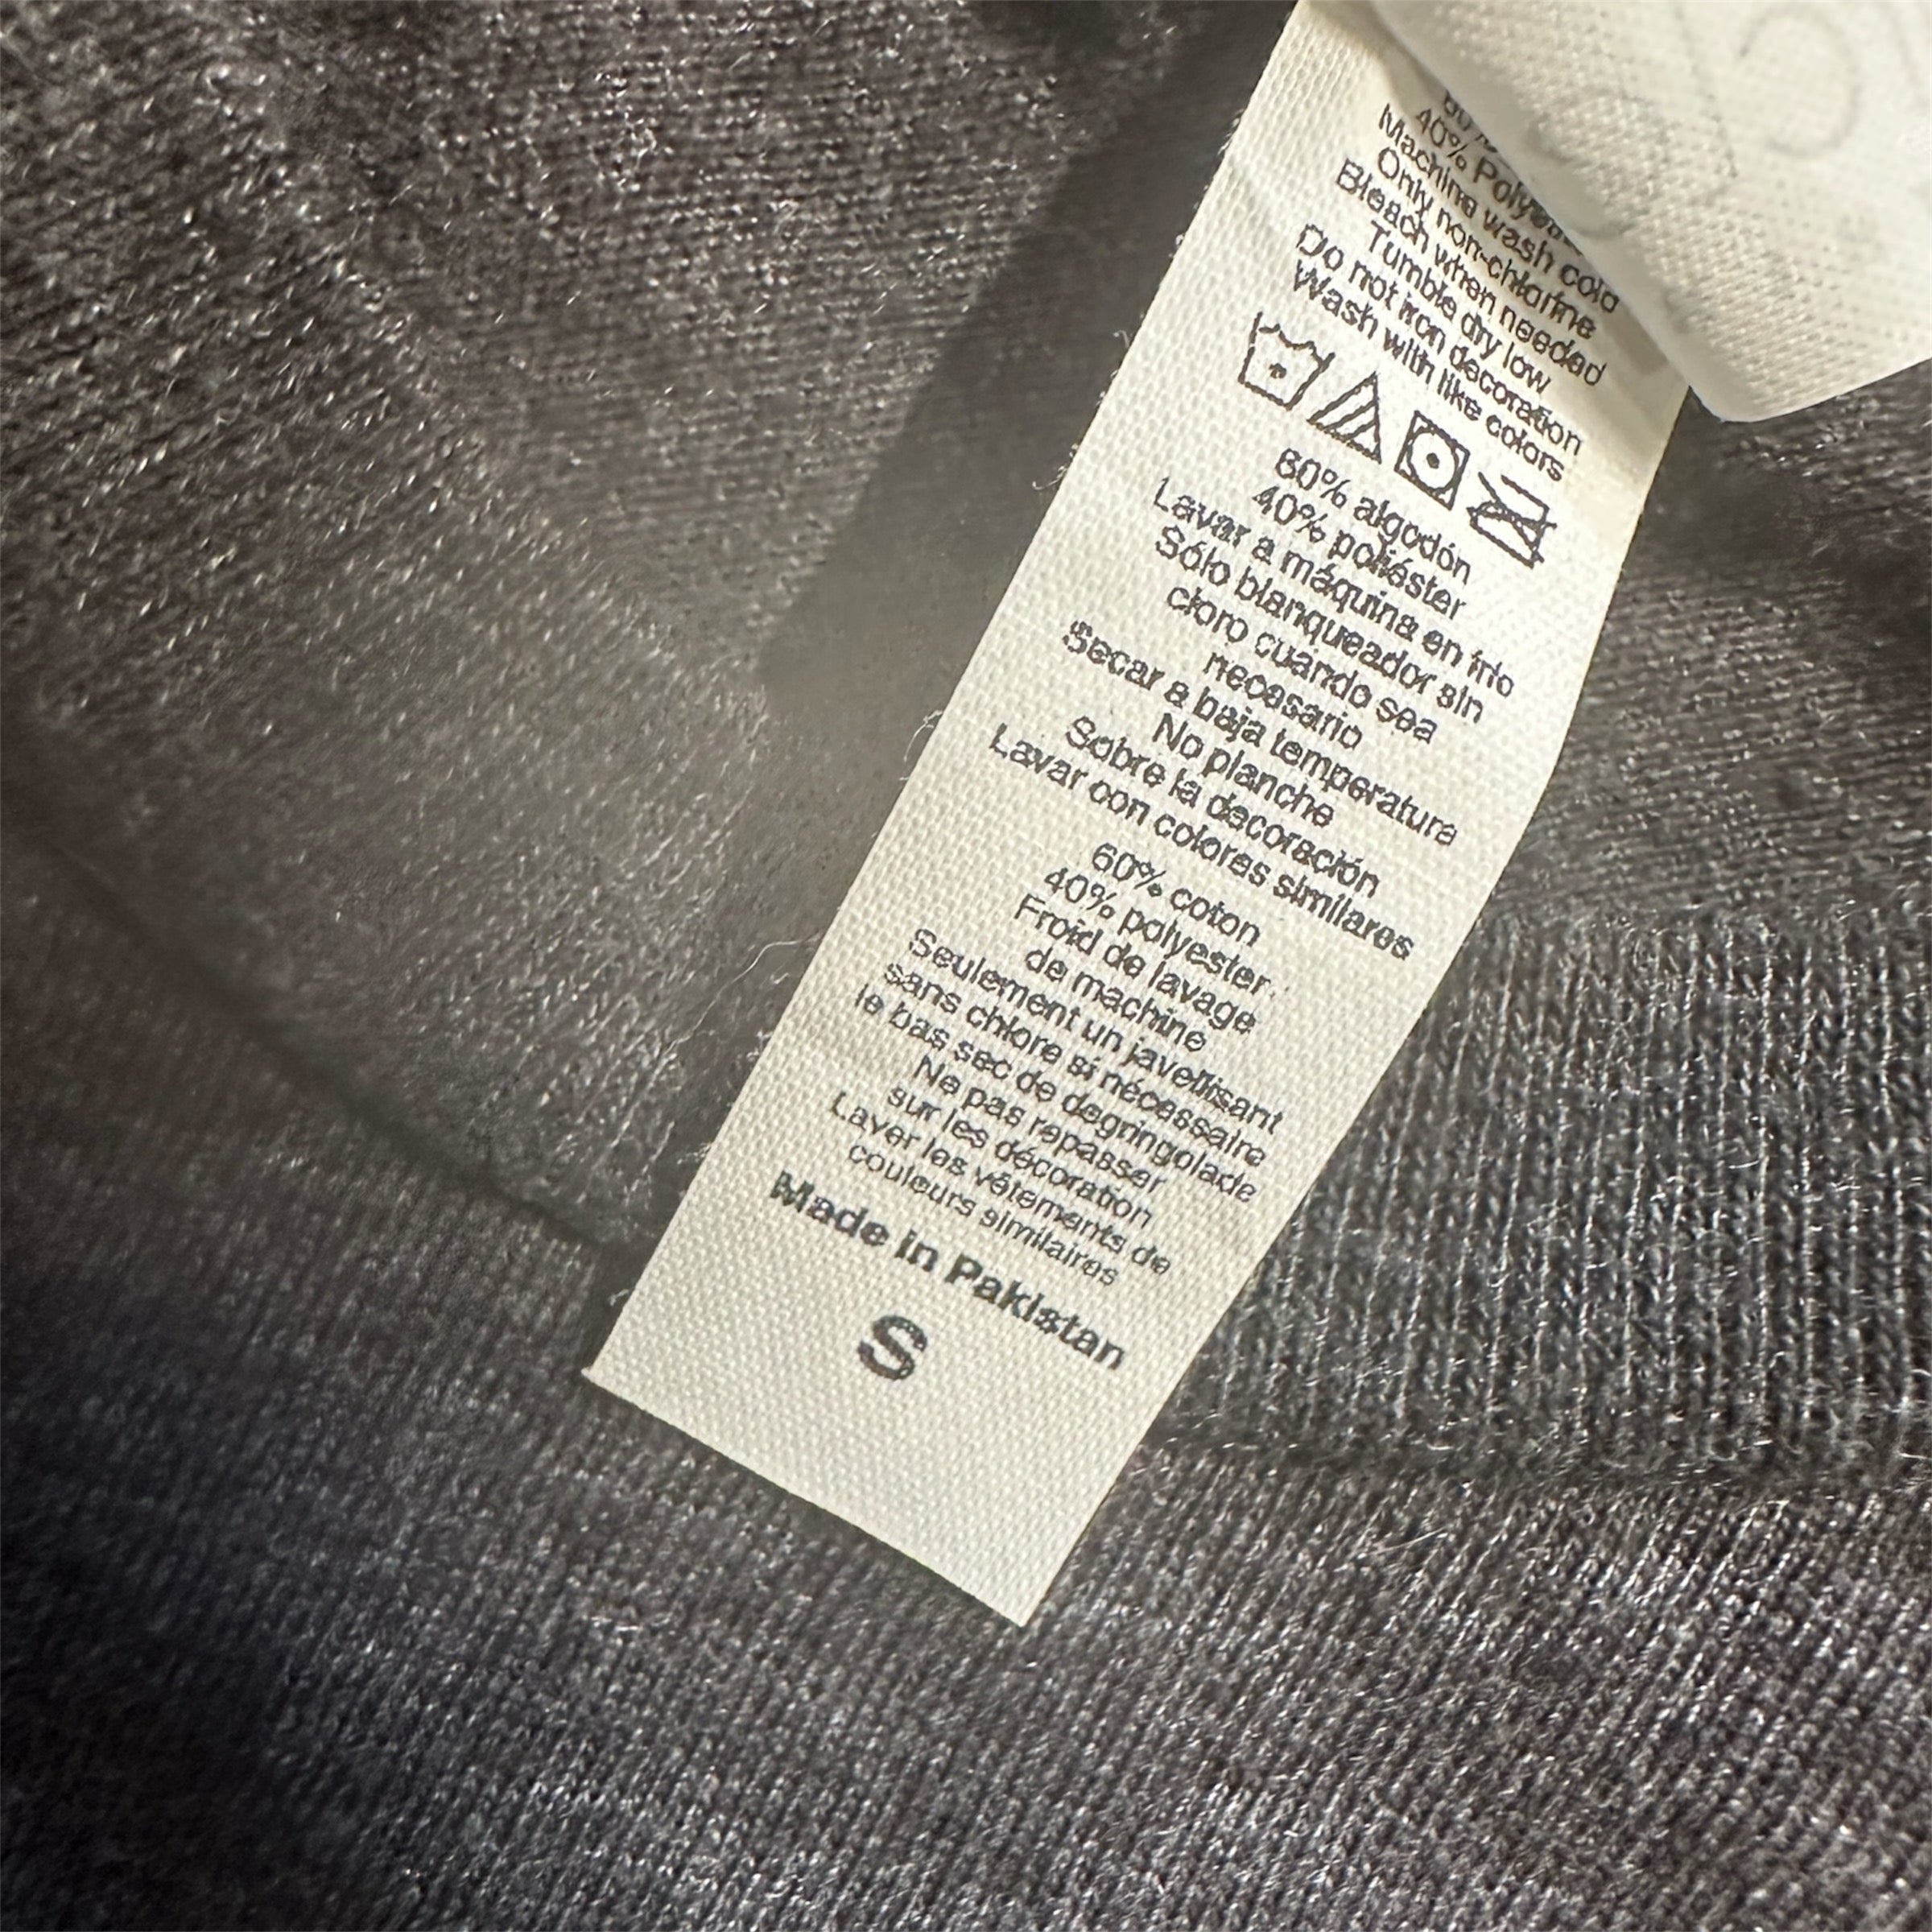 40%
Machine wash cold
Only non-chlorine
Bleach when needed
Tumble dry low
Do not iron decoration
Wash with like colors
60% algodón
40% poliéster
Lavar a máquina en frío
Sólo blanqueador sin
cloro cuando sea
necesario
Secar a baja temperatura
No planche
Sobre la decoración
Lavar con colores similares
60% coton
40% polyester
Froid de lavage
de machine
Seulement un javellisant
sans chlore si nécessaire
le bas sec de degringolade
Ne pas repasser
sur les décoration
Laver les vêtements de
couleurs similaires
Made in Pakistan
S